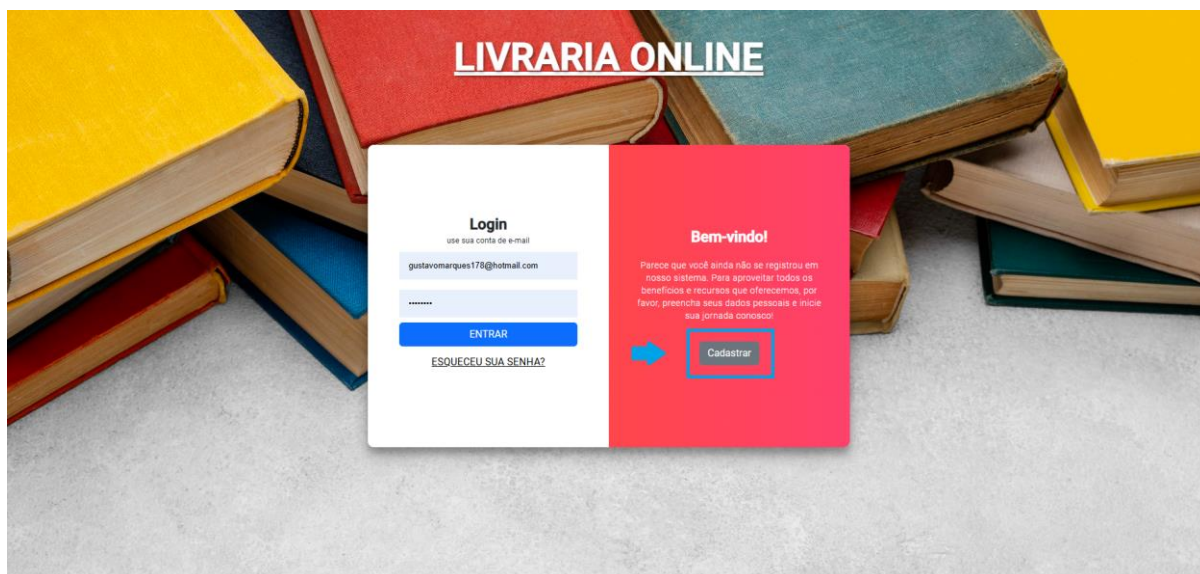 LIVRARIA ONLINE
Login
use sua conta de e-mail
gustavomarques178@hotmail.com
••••••••
ENTRAR
ESQUECEU SUA SENHA?
Bem-vindo!
Parece que você ainda não se registrou em
nosso sistema. Para aproveitar todos os
benefícios e recursos que oferecemos, por
favor, preencha seus dados pessoais e inicie
sua jornada conosco!
Cadastrar